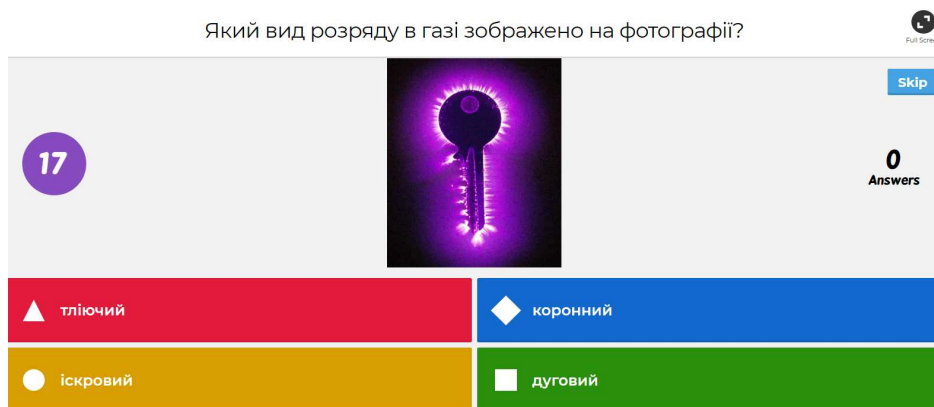 Який вид розряду в газі зображено на фотографії?
Skip
17
0
Answers
тліючий
коронний
іскровий
дуговий